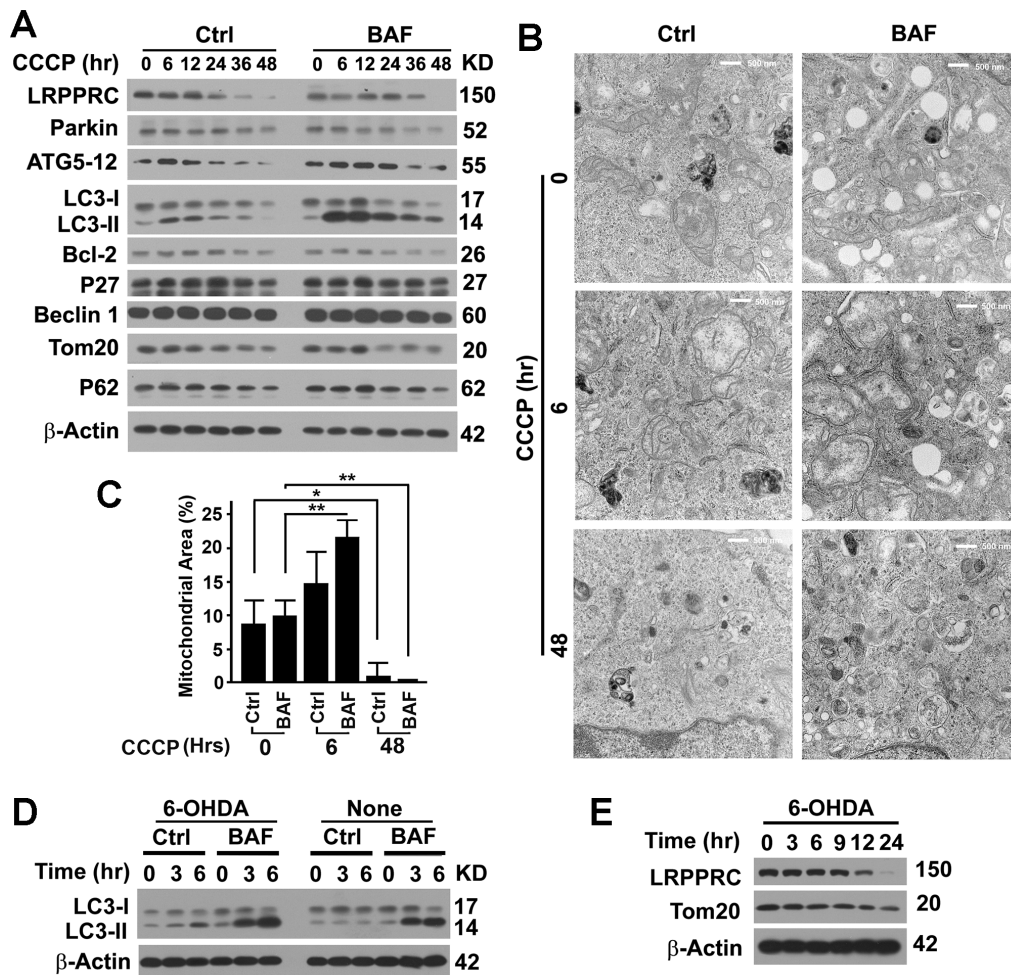 A
Ctrl BAF
CCCP (hr) 0 6 12 24 36 48 0 6 12 24 36 48 KD
LRPPRC 150
Parkin 52
ATG5-12 55
LC3-I 17
LC3-II 14
Bcl-2 26
P27 27
Beclin 1 60
Tom20 20
P62 62
β-Actin 42
B
Ctrl BAF
CCCP (hr)
0
500 nm 500 nm
6
500 nm 500 nm
48
500 nm 500 nm
C
Mitochondrial Area (%)
25
20
15
10
5
0
**
*
**
Ctrl BAF Ctrl BAF Ctrl BAF
CCCP (Hrs) 0 6 48
D
6-OHDA None
Ctrl BAF Ctrl BAF
Time (hr) 0 3 6 0 3 6 0 3 6 0 3 6 KD
LC3-I 17
LC3-II 14
β-Actin 42
E
6-OHDA
Time (hr) 0 3 6 9 12 24
LRPPRC 150
Tom20 20
β-Actin 42